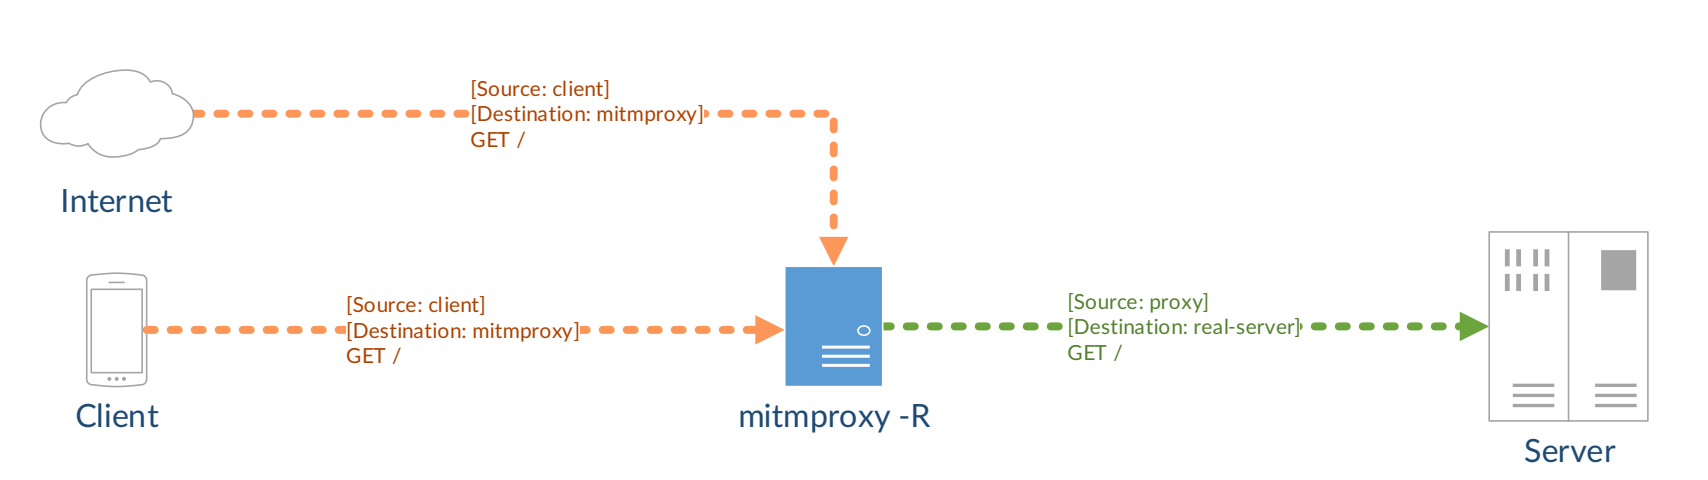 [Source: client]
[Destination: mitmproxy]
GET /
Internet
[Source: client]
[Destination: mitmproxy]
GET /
Client
mitmproxy -R
[Source: proxy]
[Destination: real-server]
GET /
Server